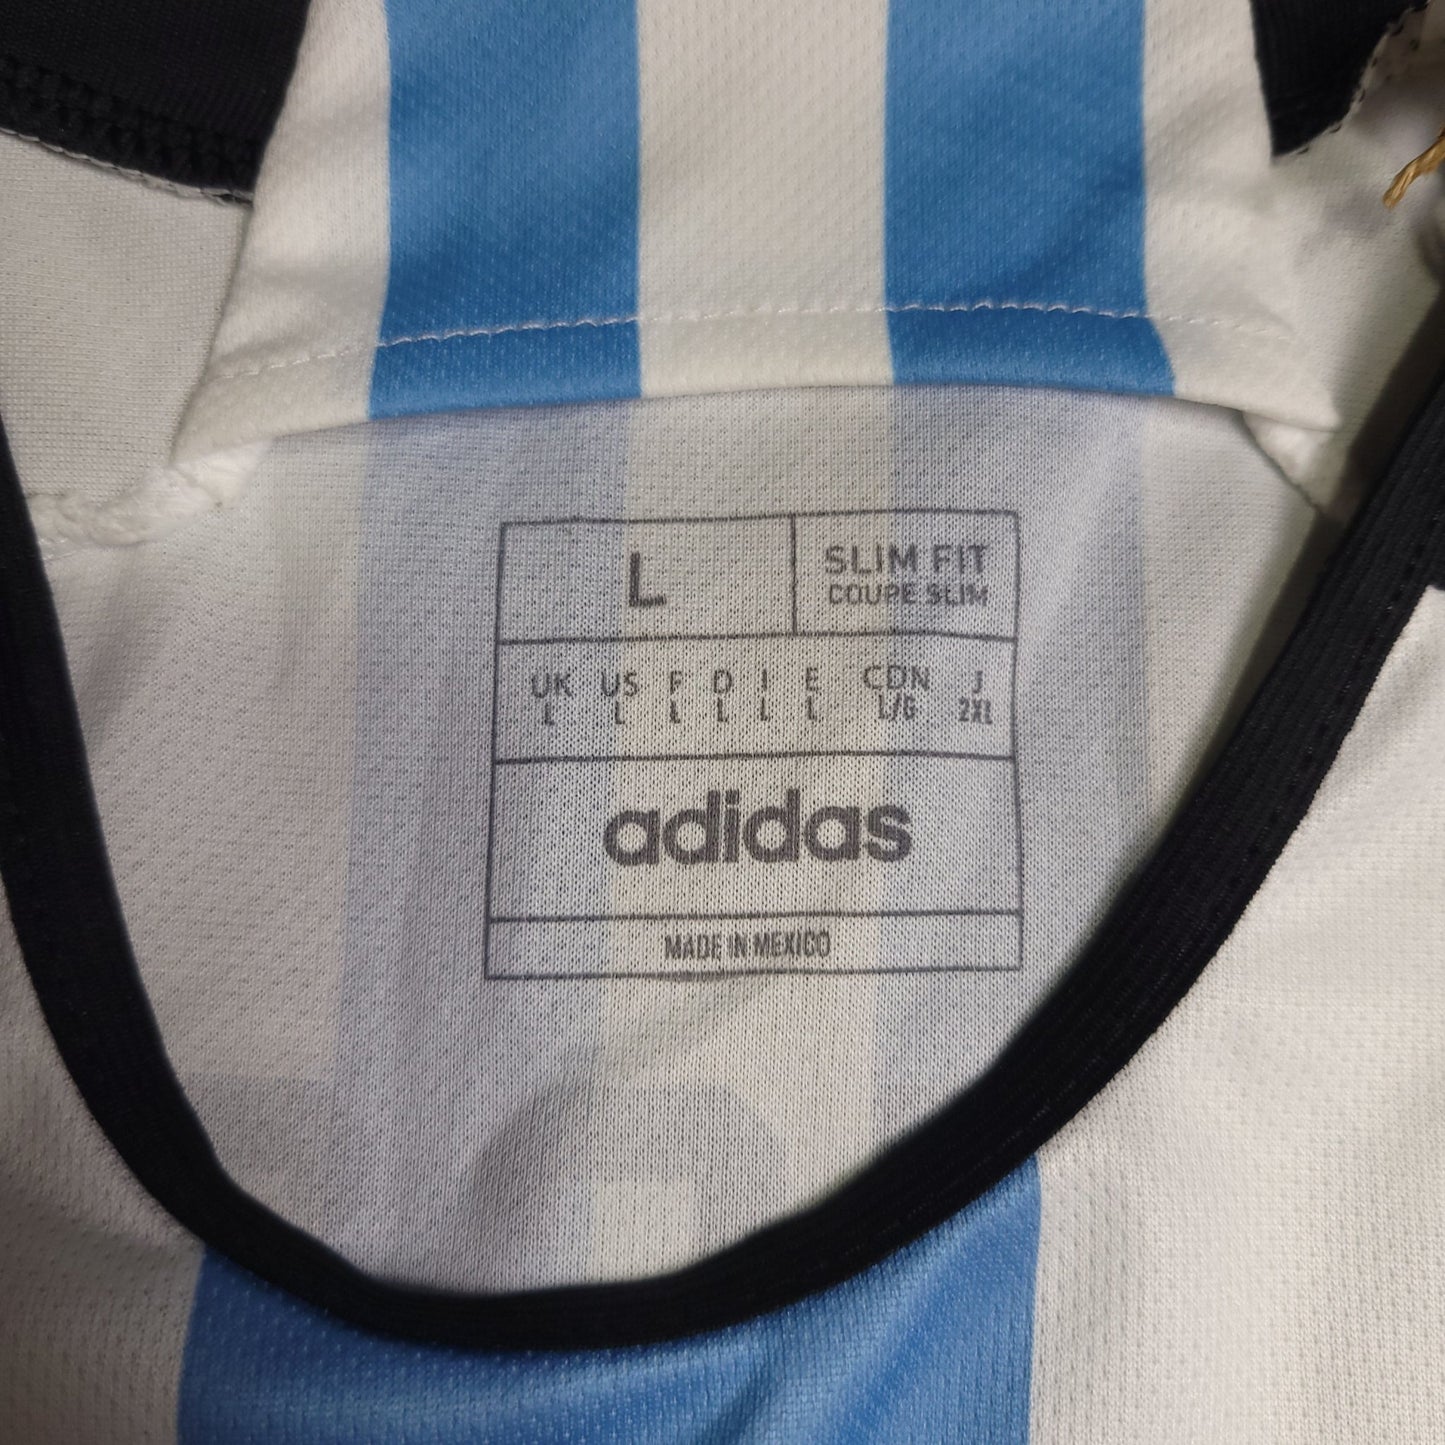 L
SLIM FIT
COUPE SLIM
UK US F D I E CDN J
L L L L L L L/G 2XL
adidas
MADE IN MEXICO